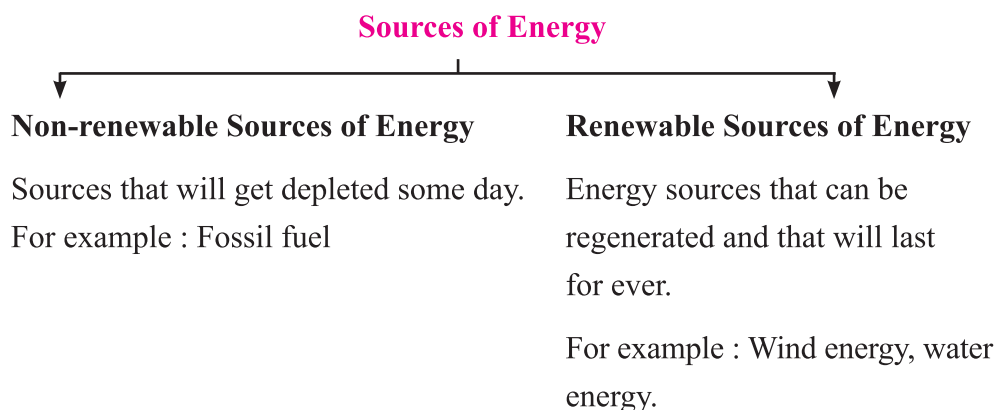 Sources of Energy
Non-renewable Sources of Energy
Sources that will get depleted some day.
For example : Fossil fuel
Renewable Sources of Energy
Energy sources that can be
regenerated and that will last
for ever.
For example : Wind energy, water
energy.